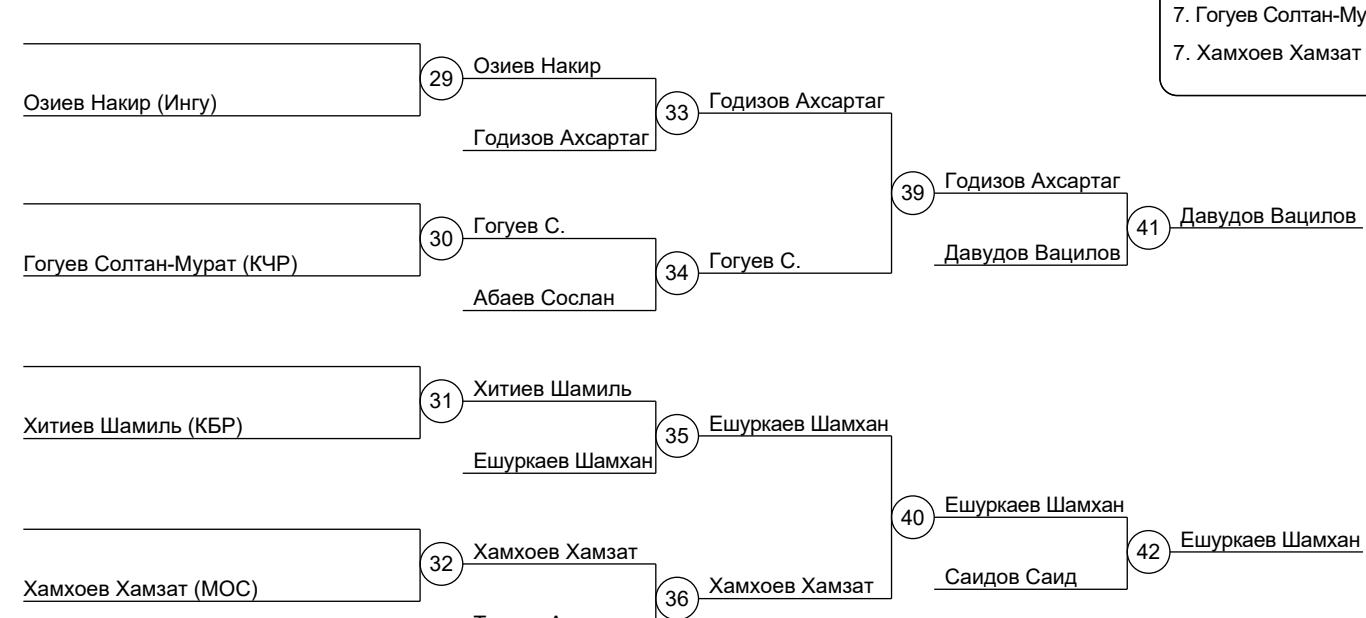 7. Гогуев Солтан-Му
7. Хамхоев Хамзат
Озиев Накир
29
Озиев Накир (Ингу)
Годизов Ахсартаг
33
Годизов Ахсартаг
Годизов Ахсартаг
39
Давудов Вацилов
41
Гогуев С.
30
Давудов Вацилов
Гогуев Солтан-Мурат (КЧР)
Гогуев С.
34
Абаев Сослан
Хитиев Шамиль
31
Хитиев Шамиль (КБР)
Ешуркаев Шамхан
35
Ешуркаев Шамхан
Ешуркаев Шамхан
40
Ешуркаев Шамхан
42
Хамхоев Хамзат
32
Саидов Саид
Хамхоев Хамзат (МОС)
Хамхоев Хамзат
36